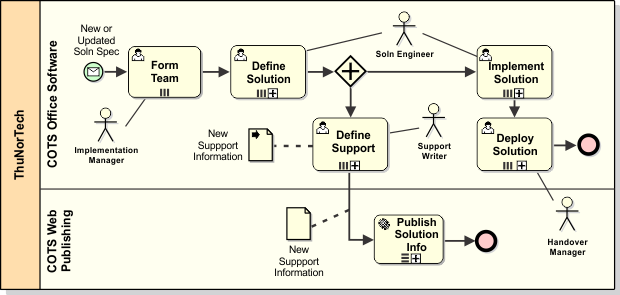 ThuNorTech
COTS Office Software
New or
Updated
Soln Spec
Form
Team
Define
Solution
Soln Engineer
Implement
Solution
Implementation
Manager
New
Suppport
Information
Define
Support
Support
Writer
Deploy
Solution
Handover
Manager
COTS Web
Publishing
New
Suppport
Information
Publish
Solution
Info